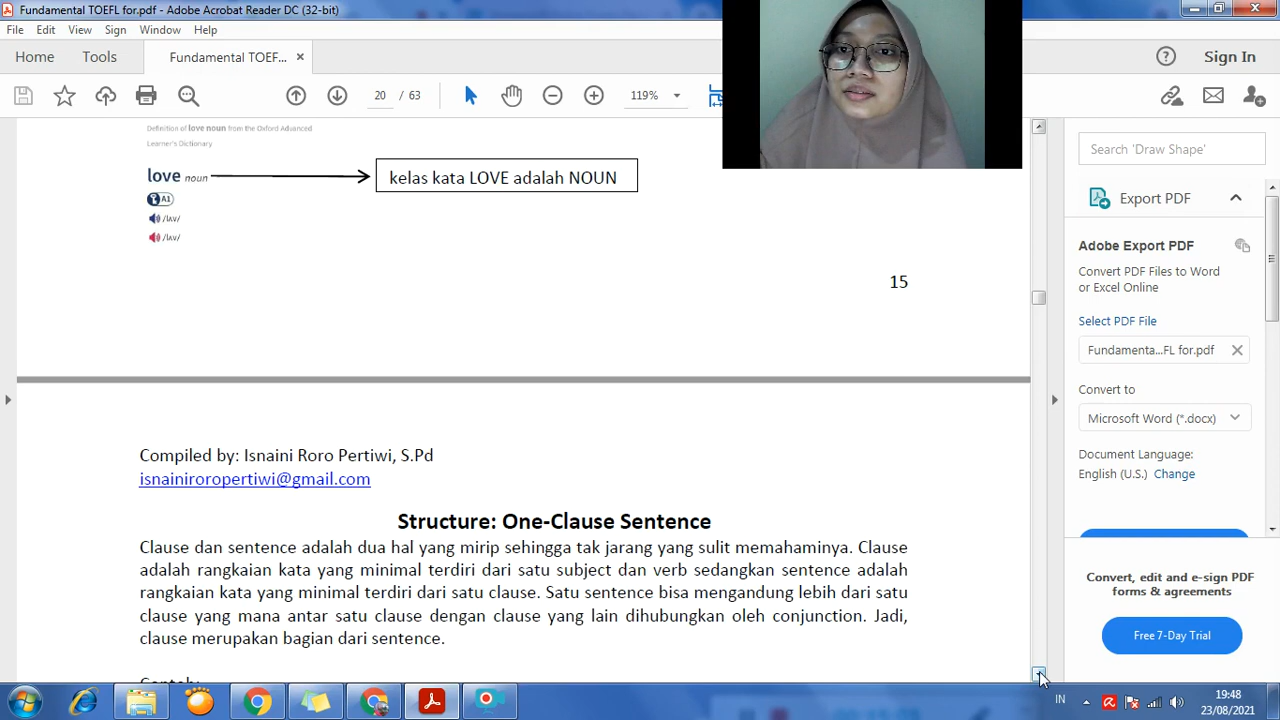 Fundamental TOEFL for.pdf - Adobe Acrobat Reader DC (32-bit)
File Edit View Sign Window Help
Home Tools Fundamental TOEF... × Sign In
20 / 63 119%
Definition of love noun from the Oxford Advanced
Learner's Dictionary
love noun
kelas kata LOVE adalah NOUN
A1
/lʌv/
/lʌv/
15
Compiled by: Isnaini Roro Pertiwi, S.Pd
isnainiroropertiwi@gmail.com
Structure: One-Clause Sentence
Clause dan sentence adalah dua hal yang mirip sehingga tak jarang yang sulit memahaminya. Clause
adalah rangkaian kata yang minimal terdiri dari satu subject dan verb sedangkan sentence adalah
rangkaian kata yang minimal terdiri dari satu clause. Satu sentence bisa mengandung lebih dari satu
clause yang mana antar satu clause dengan clause yang lain dihubungkan oleh conjunction. Jadi,
clause merupakan bagian dari sentence.
Contoh:
Search 'Draw Shape'
Export PDF
Adobe Export PDF
Convert PDF Files to Word
or Excel Online
Select PDF File
Fundamenta...FL for.pdf
Convert to
Microsoft Word (*.docx)
Document Language:
English (U.S.) Change
Convert, edit and e-sign PDF
forms & agreements
Free 7-Day Trial
IN
19:48
23/08/2021